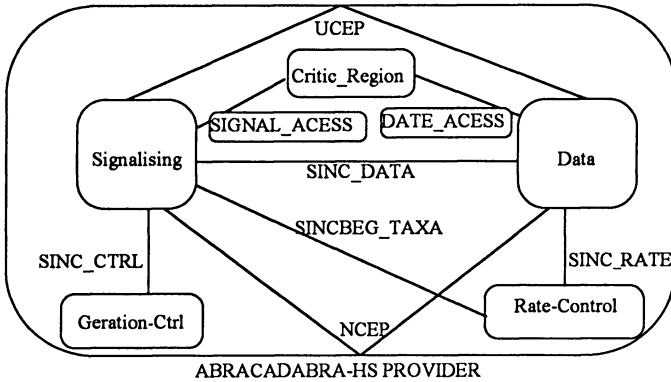 UCEP
Critic_Region
SIGNAL_ACESS
DATE_ACESS
Signalising
Data
SINC_DATA
SINCBEG_TAXA
SINC_CTRL
SINC_RATE
Geration-Ctrl
Rate-Control
NCEP
ABRACADABRA-HS PROVIDER